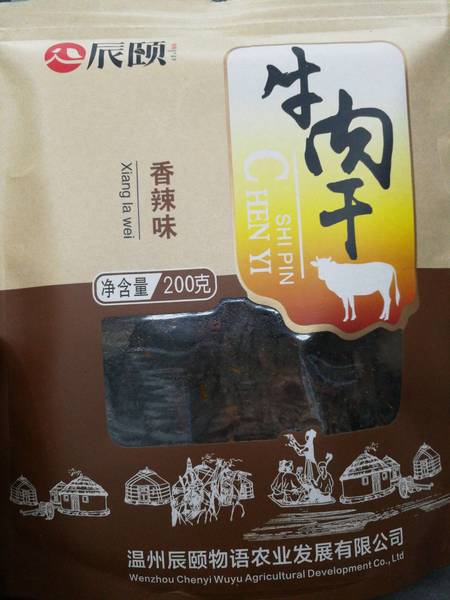 辰颐
牛肉干
SHI PIN
CHEN YI
香辣味
Xiang la wei
净含量 200克
温州辰颐物语农业发展有限公司
Wenzhou Chenyi Wuyu Agricultural Development Co., Ltd